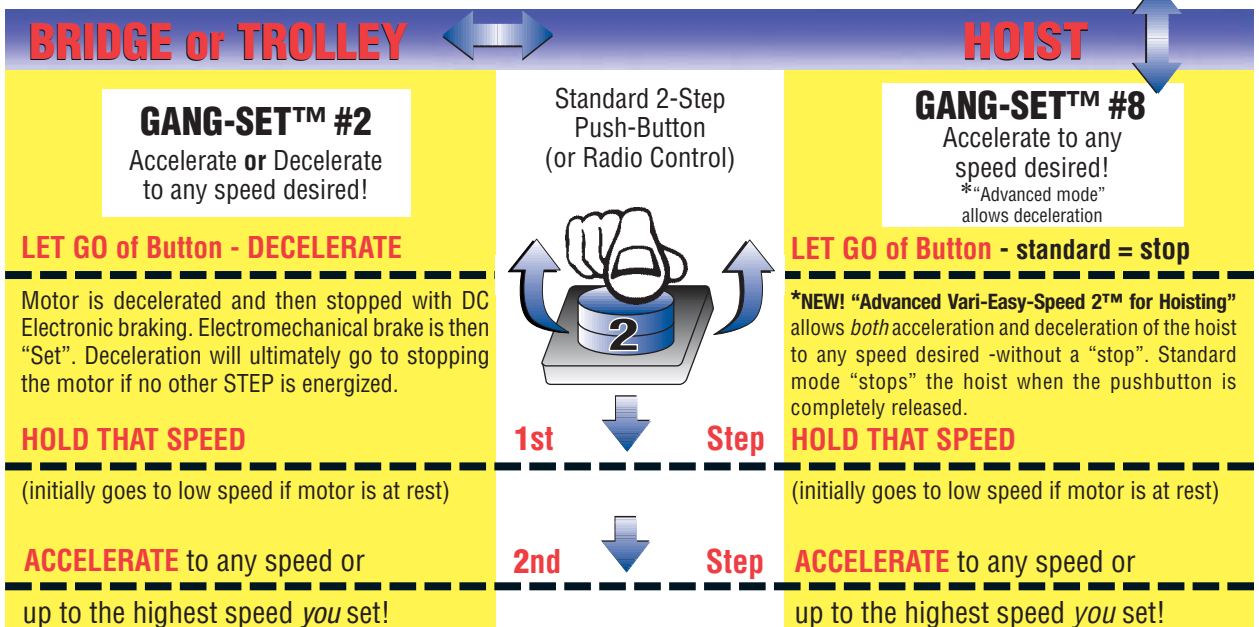 BRIDGE or TROLLEY
HOIST
GANG-SET™ #2
Accelerate or Decelerate
to any speed desired!
LET GO of Button - DECELERATE
Motor is decelerated and then stopped with DC
Electronic braking. Electromechanical brake is then
“Set”. Deceleration will ultimately go to stopping
the motor if no other STEP is energized.
HOLD THAT SPEED
(initially goes to low speed if motor is at rest)
ACCELERATE to any speed or
up to the highest speed you set!
Standard 2-Step
Push-Button
(or Radio Control)
2
1st Step
2nd Step
GANG-SET™ #8
Accelerate to any
speed desired!
*“Advanced mode”
allows deceleration
LET GO of Button - standard = stop
*NEW! “Advanced Vari-Easy-Speed 2™ for Hoisting”
allows both acceleration and deceleration of the hoist
to any speed desired -without a “stop”. Standard
mode “stops” the hoist when the pushbutton is
completely released.
HOLD THAT SPEED
(initially goes to low speed if motor is at rest)
ACCELERATE to any speed or
up to the highest speed you set!